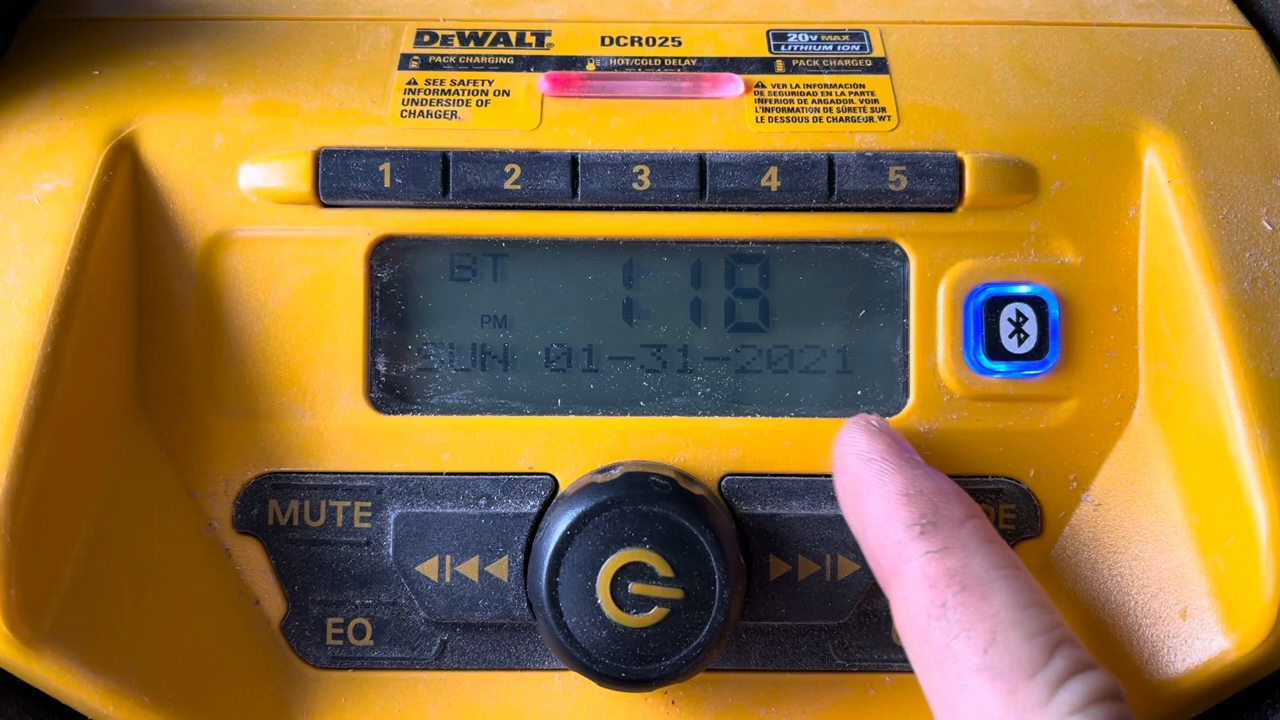 DEWALT®
DCR025
20V MAX
LITHIUM ION
PACK CHARGING
HOT/COLD DELAY
PACK CHARGED
SEE SAFETY
INFORMATION ON
UNDERSIDE OF
CHARGER.
VER LA INFORMACIÓN
DE SEGURIDAD EN LA PARTE
INFERIOR DE ARGADOR. VOIR
L'INFORMATION DE SÛRETÉ SUR
LE DESSOUS DE CHARGEUR. WT
1 2 3 4 5
BT 1:18
PM
SUN 01-31-2021
MUTE
EQ